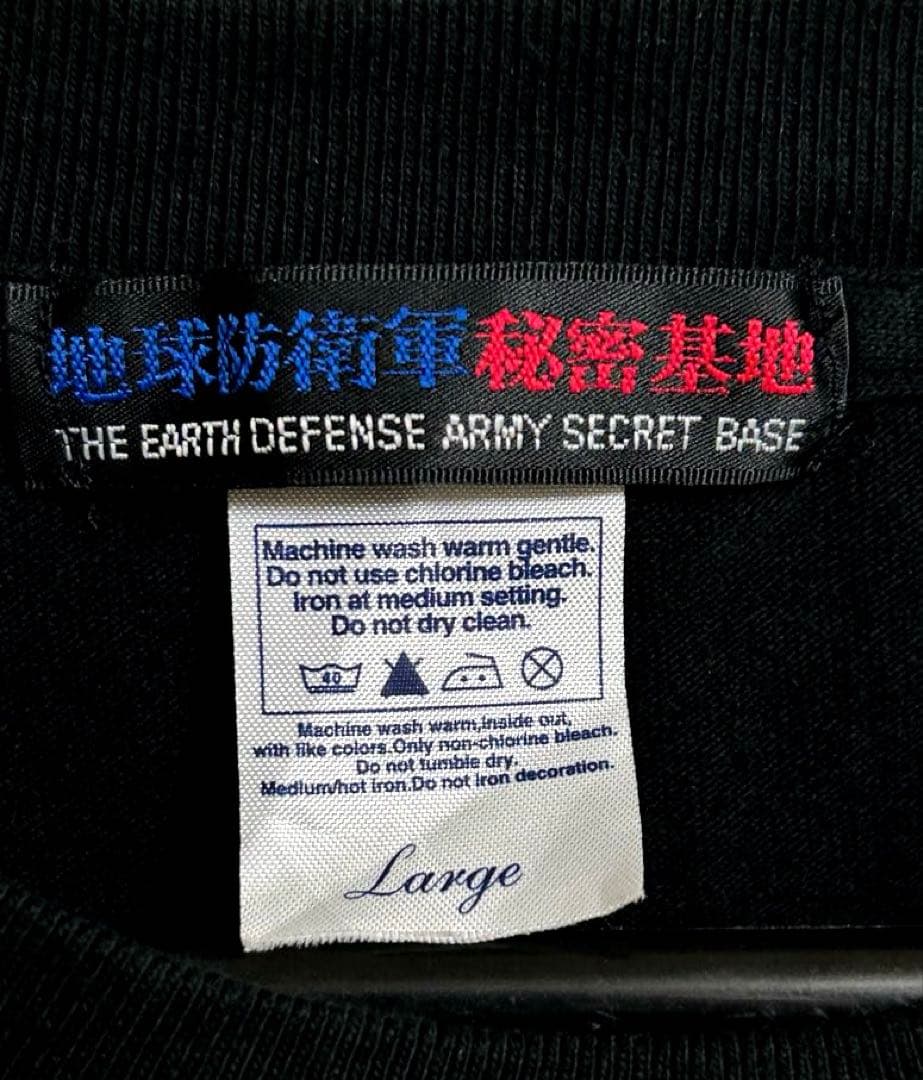 地球防衛軍秘密基地
THE EARTH DEFENSE ARMY SECRET BASE
Machine wash warm gentle.
Do not use chlorine bleach.
Iron at medium setting.
Do not dry clean.
40
Machine wash warm,inside out,
with like colors.Only non-chlorine bleach.
Do not tumble dry.
Medium/hot iron.Do not iron decoration.
Large